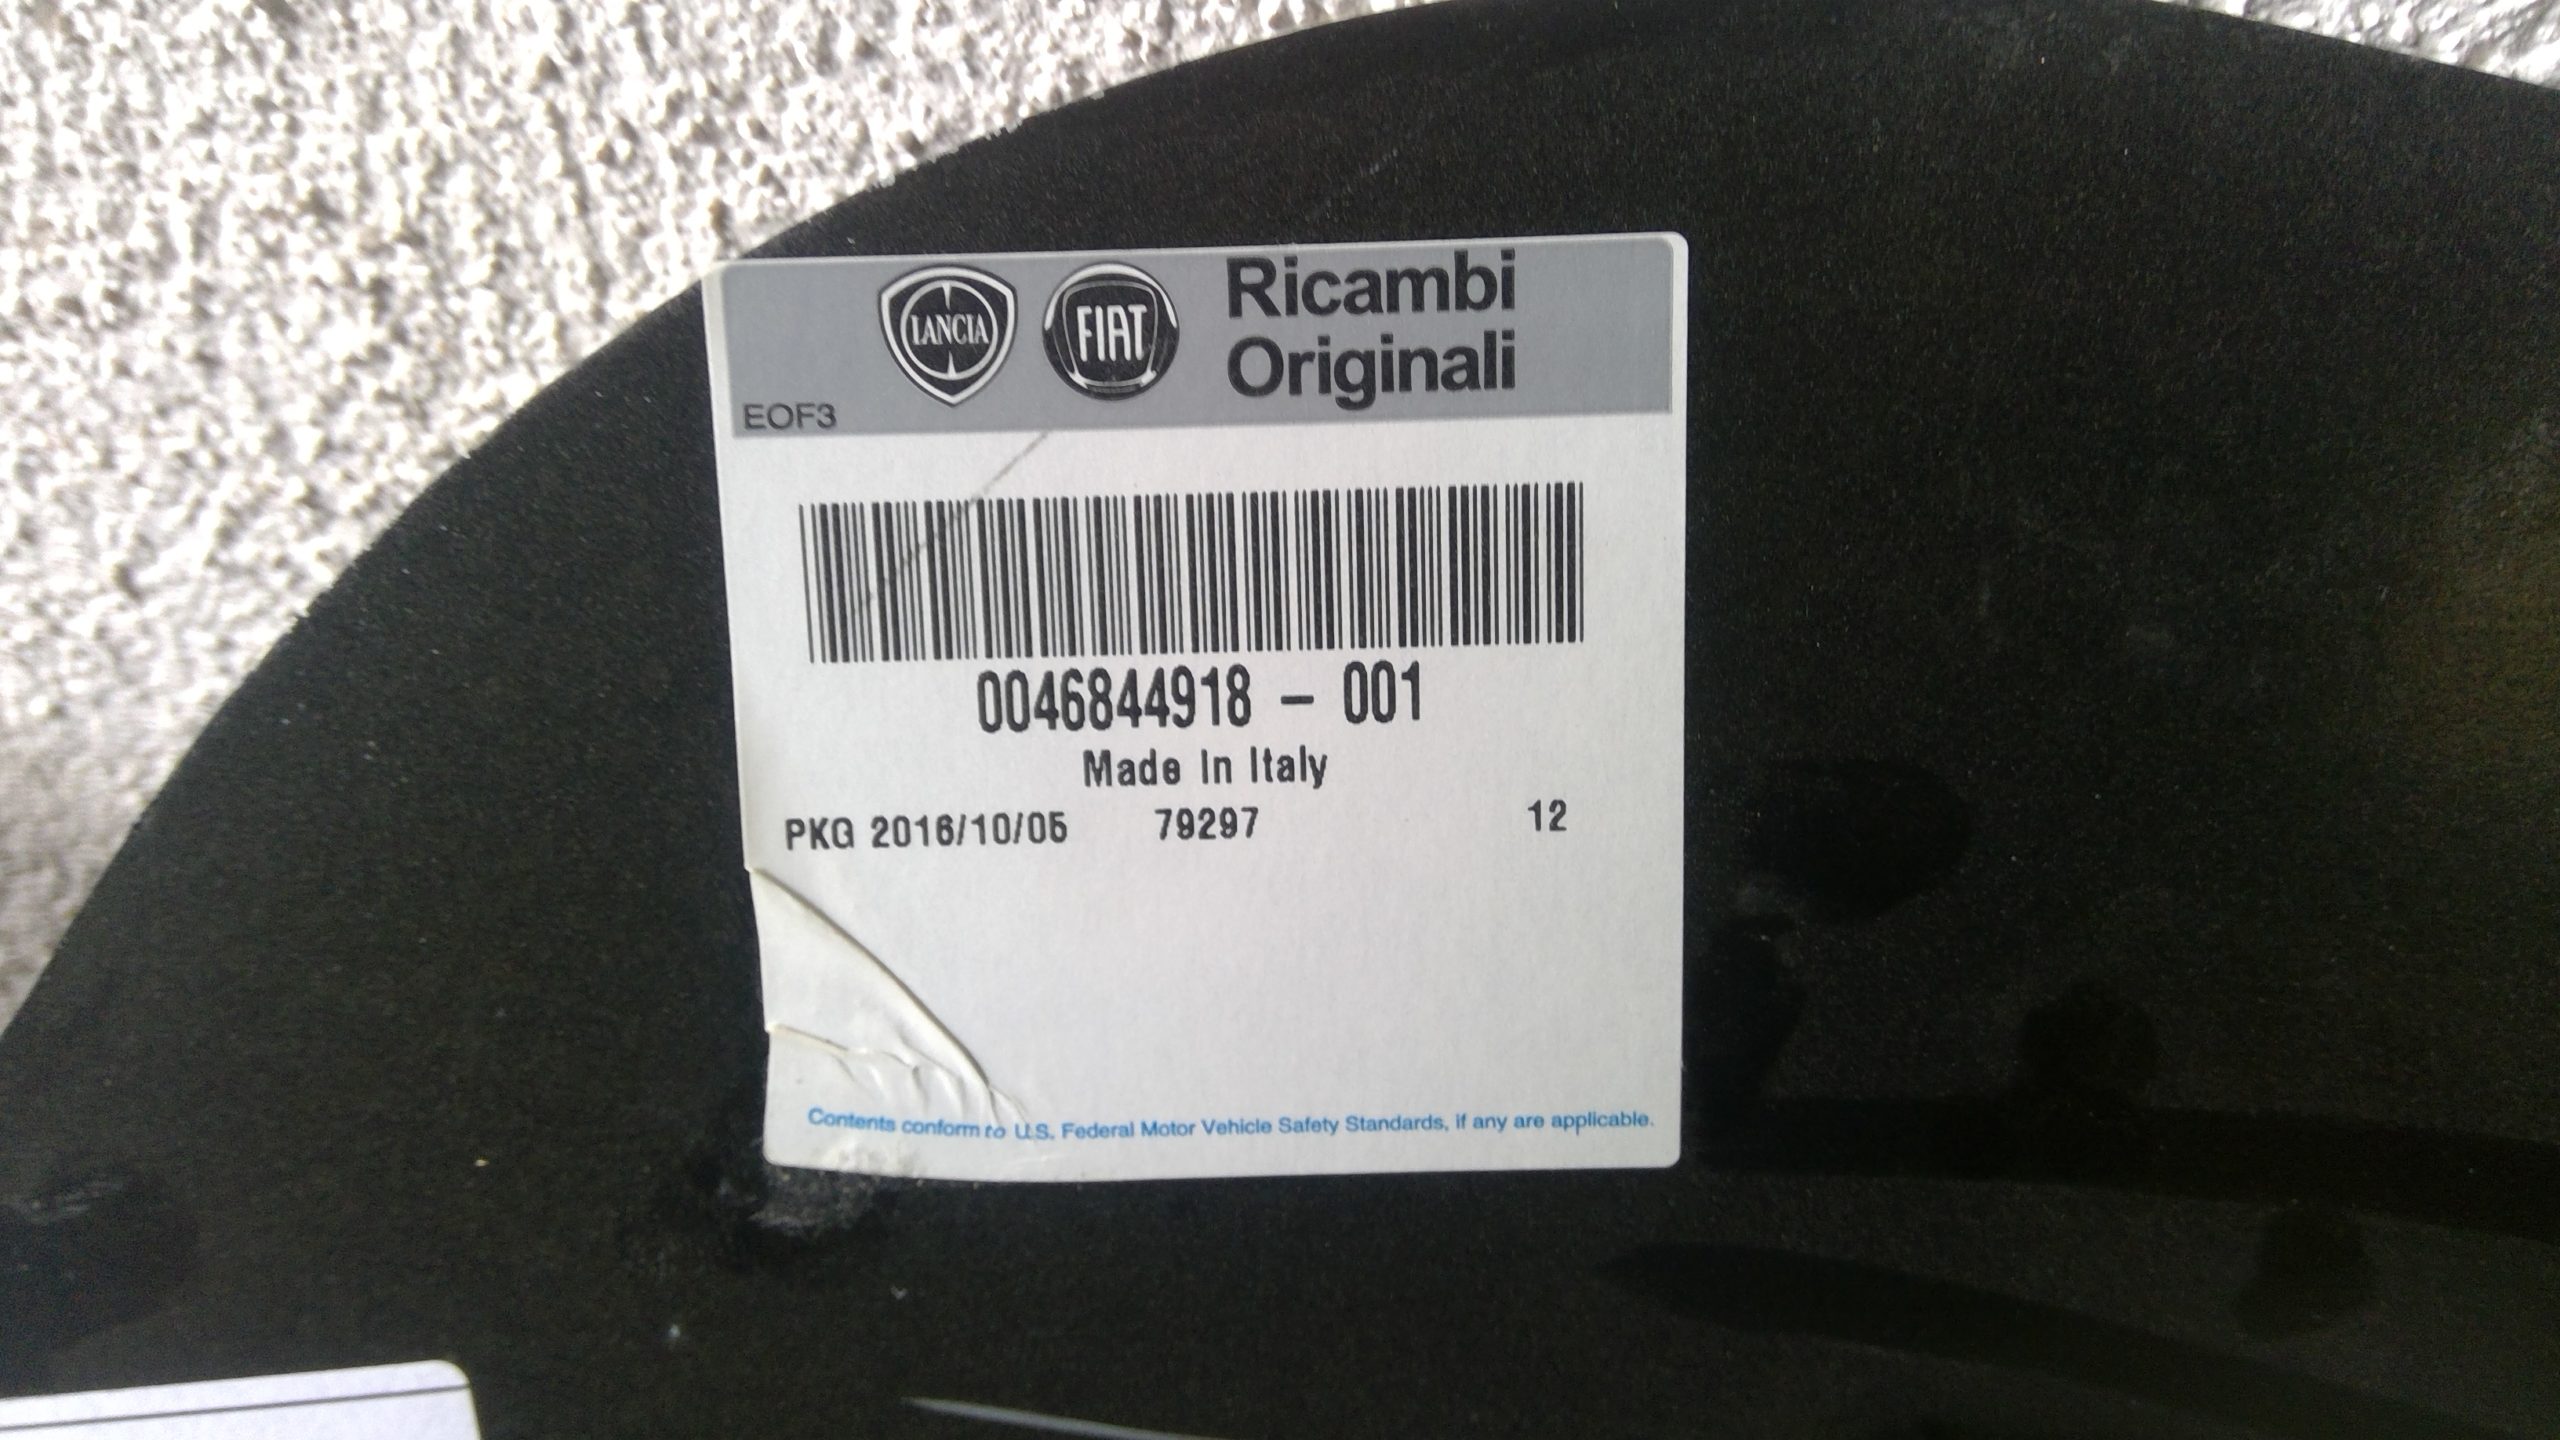 LANCIA FIAT Ricambi
Originali
EOF3
0046844918 - 001
Made In Italy
PKG 2016/10/05 79297 12
Contents conform to U.S. Federal Motor Vehicle Safety Standards, if any are applicable.